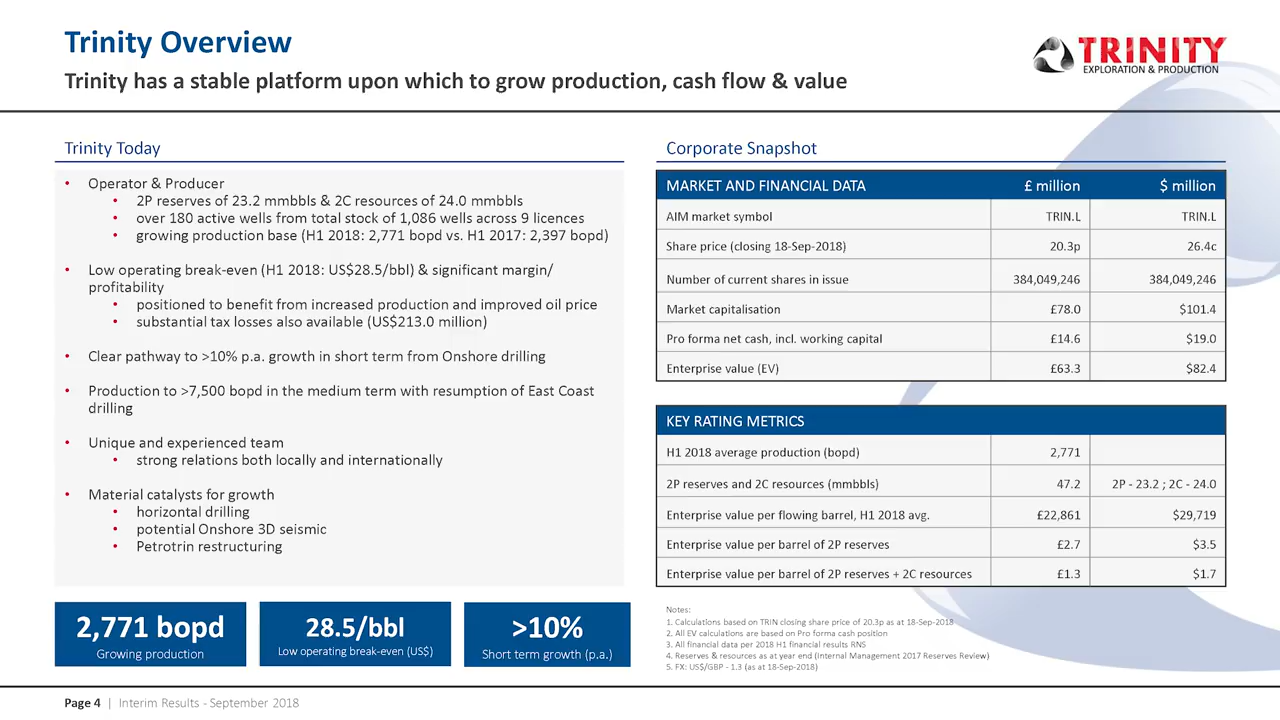 Trinity Overview
Trinity has a stable platform upon which to grow production, cash flow & value
TRINITY
EXPLORATION & PRODUCTION
Trinity Today
• Operator & Producer
• 2P reserves of 23.2 mmbbls & 2C resources of 24.0 mmbbls
• over 180 active wells from total stock of 1,086 wells across 9 licences
• growing production base (H1 2018: 2,771 bopd vs. H1 2017: 2,397 bopd)
• Low operating break-even (H1 2018: US$28.5/bbl) & significant margin/
profitability
• positioned to benefit from increased production and improved oil price
• substantial tax losses also available (US$213.0 million)
• Clear pathway to >10% p.a. growth in short term from Onshore drilling
• Production to >7,500 bopd in the medium term with resumption of East Coast
drilling
• Unique and experienced team
• strong relations both locally and internationally
• Material catalysts for growth
• horizontal drilling
• potential Onshore 3D seismic
• Petrotrin restructuring
2,771 bopd
Growing production
28.5/bbl
Low operating break-even (US$)
>10%
Short term growth (p.a.)
Corporate Snapshot
MARKET AND FINANCIAL DATA £ million $ million
AIM market symbol TRIN.L TRIN.L
Share price (closing 18-Sep-2018) 20.3p 26.4c
Number of current shares in issue 384,049,246 384,049,246
Market capitalisation £78.0 $101.4
Pro forma net cash, incl. working capital £14.6 $19.0
Enterprise value (EV) £63.3 $82.4
KEY RATING METRICS
H1 2018 average production (bopd) 2,771
2P reserves and 2C resources (mmbbls) 47.2 2P - 23.2 ; 2C - 24.0
Enterprise value per flowing barrel, H1 2018 avg. £22,861 $29,719
Enterprise value per barrel of 2P reserves £2.7 $3.5
Enterprise value per barrel of 2P reserves + 2C resources £1.3 $1.7
Notes:
1. Calculations based on TRIN closing share price of 20.3p as at 18-Sep-2018
2. All EV calculations are based on Pro forma cash position
3. All financial data per 2018 H1 financial results RNS
4. Reserves & resources as at year end (Internal Management 2017 Reserves Review)
5. FX: US$/GBP - 1.3 (as at 18-Sep-2018)
Page 4 | Interim Results - September 2018